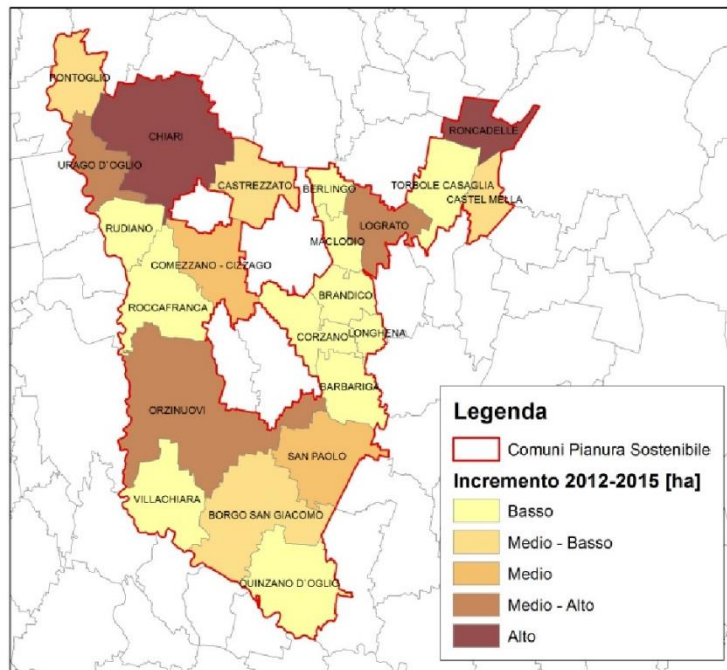 PONTOGLIO
CHIARI
RONCADELLE
URAGO D`OGLIO
CASTREZZATO
BERLINGO
TORBOLE CASAGLIA
CASTEL MELLA
LOGRATO
RUDIANO
MACLODIO
COMEZZANO - CIZZAGO
BRANDICO
ROCCAFRANCA
CORZANO
LONGHENA
BARBARIGA
ORZINUOVI
SAN PAOLO
VILLACHIARA
BORGO SAN GIACOMO
QUINZANO D`OGLIO
Legenda
Comuni Pianura Sostenibile
Incremento 2012-2015 [ha]
Basso
Medio - Basso
Medio
Medio - Alto
Alto